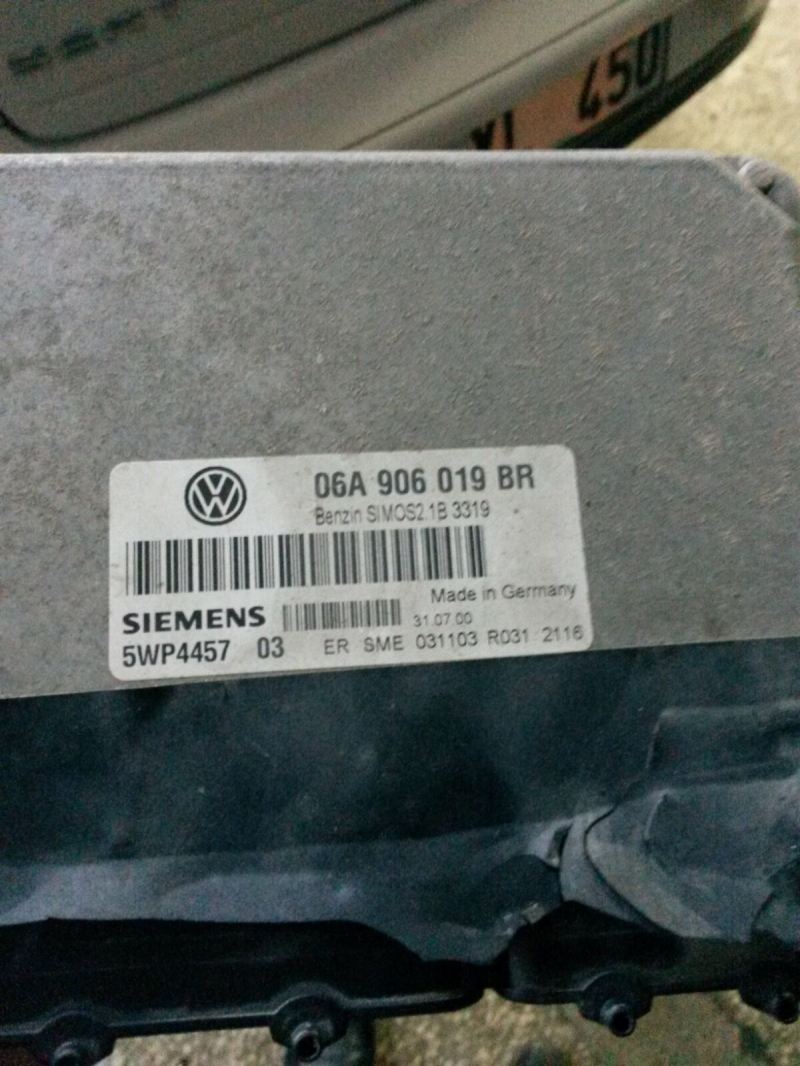 450
VW
06A 906 019 BR
Benzin SIMOS2.1B 3319
Made in Germany
SIEMENS
31.07.00
5WP4457 03
ER SME 031103 R031 2116